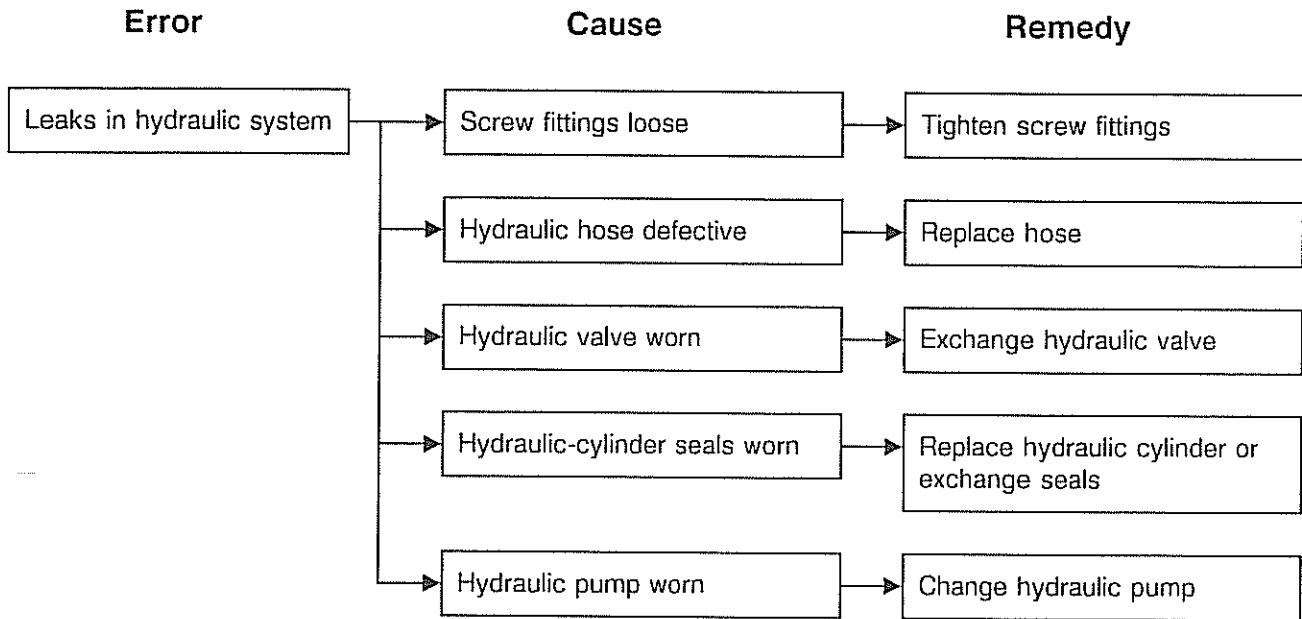 Error Cause Remedy
Leaks in hydraulic system Screw fittings loose Tighten screw fittings
Hydraulic hose defective Replace hose
Hydraulic valve worn Exchange hydraulic valve
Hydraulic-cylinder seals worn Replace hydraulic cylinder or
exchange seals
Hydraulic pump worn Change hydraulic pump